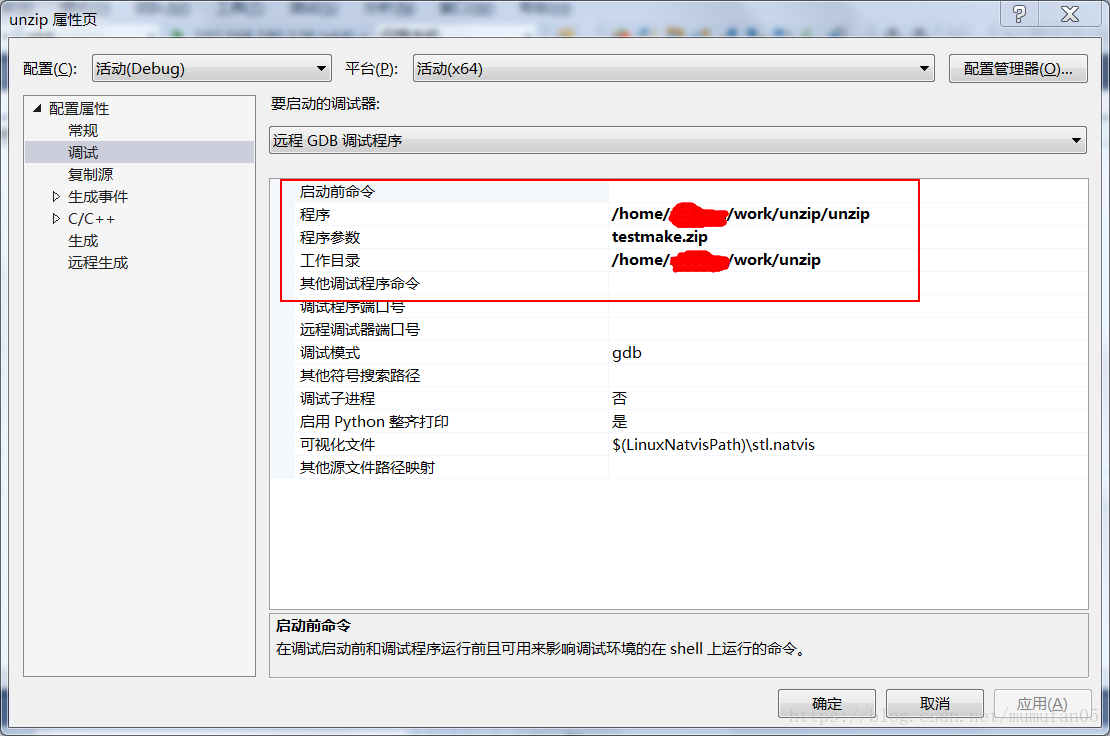 unzip 属性页
配置(C): 活动(Debug) 平台(P): 活动(x64) 配置管理器(O)...
配置属性
常规
调试
复制源
生成事件
C/C++
生成
远程生成
要启动的调试器:
远程 GDB 调试程序
启动前命令
程序 /home/ /work/unzip/unzip
程序参数 testmake.zip
工作目录 /home/ /work/unzip
其他调试程序命令
调试程序端口号
远程调试器端口号
调试模式 gdb
其他符号搜索路径
调试子进程 否
启用 Python 整齐打印 是
可视化文件 $(LinuxNatvisPath)\stl.natvis
其他源文件路径映射
启动前命令
在调试启动前和调试程序运行前且可用来影响调试环境的在 shell 上运行的命令。
确定 取消 应用(A)
https://blog.csdn.net/mumufan05